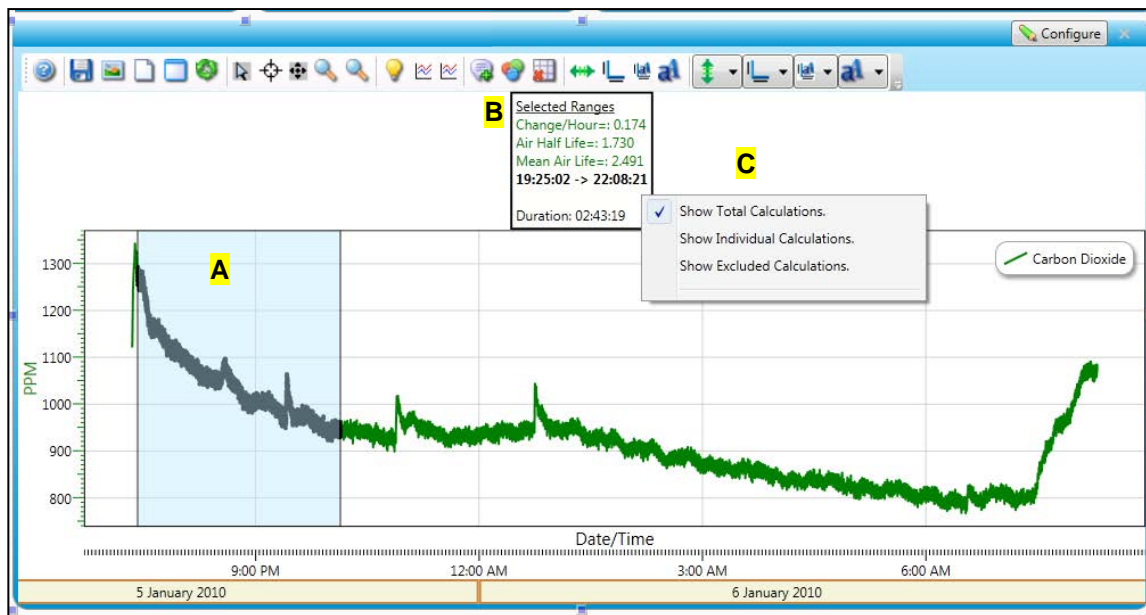 Configure
B
Selected Ranges
Change/Hour=: 0.174
Air Half Life=: 1.730
Mean Air Life=: 2.491
19:25:02 -> 22:08:21
Duration: 02:43:19
C
✓ Show Total Calculations.
Show Individual Calculations.
Show Excluded Calculations.
A
Carbon Dioxide
PPM
1300
1200
1100
1000
900
800
Date/Time
9:00 PM 12:00 AM 3:00 AM 6:00 AM
5 January 2010 6 January 2010